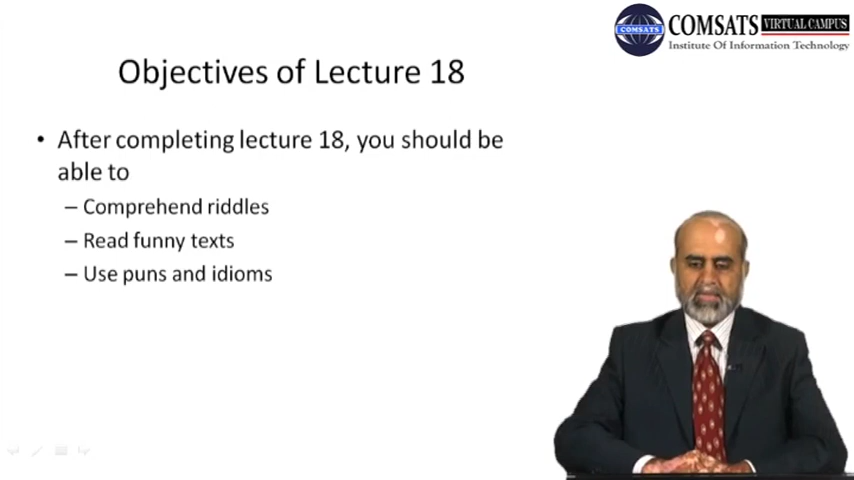 COMSATS VIRTUAL CAMPUS
COMSATS
Institute Of Information Technology
Objectives of Lecture 18
• After completing lecture 18, you should be
able to
– Comprehend riddles
– Read funny texts
– Use puns and idioms